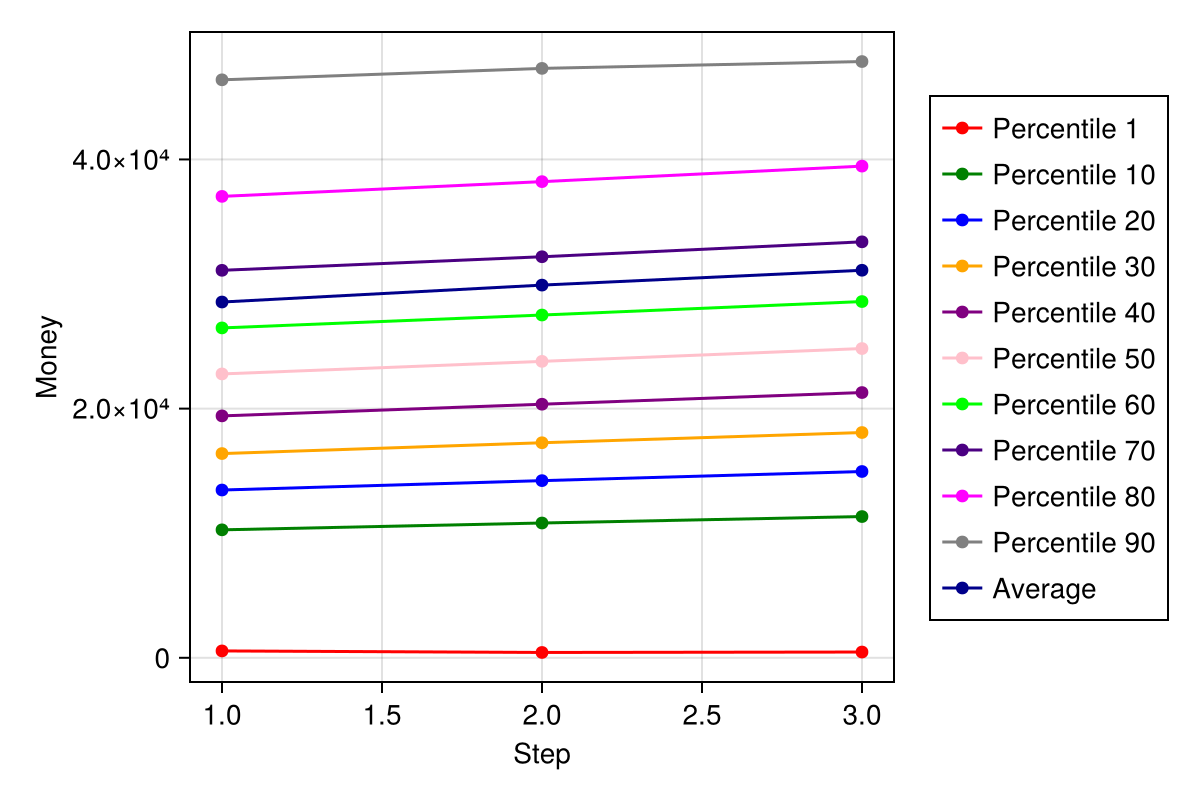 4.0×10⁴
2.0×10⁴
0
Money
1.0 1.5 2.0 2.5 3.0
Step
Percentile 1
Percentile 10
Percentile 20
Percentile 30
Percentile 40
Percentile 50
Percentile 60
Percentile 70
Percentile 80
Percentile 90
Average